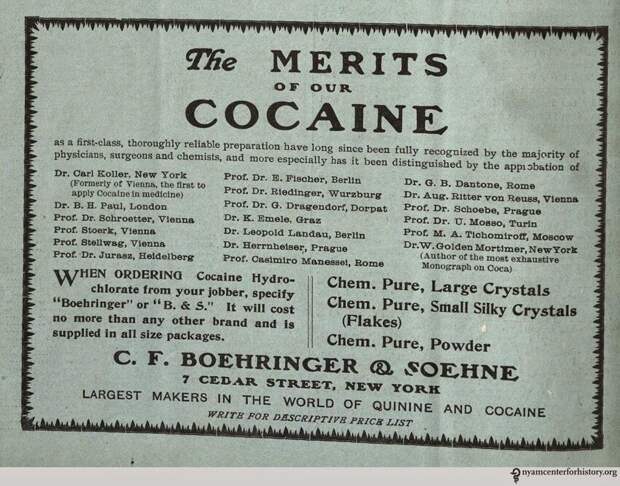 The MERITS
OF OUR
COCAINE
as a first-class, thoroughly reliable preparation have long since been fully recognized by the majority of
physicians, surgeons and chemists, and more especially has it been distinguished by the approbation of
Dr. Carl Koller, New York
(Formerly of Vienna, the first to
apply Cocaine in medicine)
Dr. B. H. Paul, London
Prof. Dr. Schroetter, Vienna
Prof. Stoerk, Vienna
Prof. Stellwag, Vienna
Prof. Dr. Jurasz, Heidelberg
Prof. Dr. E. Fischer, Berlin
Prof. Dr. Riedinger, Wurzburg
Prof. Dr. G. Dragendorf, Dorpat
Dr. K. Emele, Graz
Dr. Leopold Landau, Berlin
Dr. Herrnheiser, Prague
Prof. Casimiro Manessei, Rome
Dr. G. B. Dantone, Rome
Dr. Aug. Ritter von Reuss, Vienna
Prof. Dr. Schoebe, Prague
Prof. Dr. U. Mosso, Turin
Prof. M. A. Tichomiroff, Moscow
Dr. W. Golden Mortimer, New York
(Author of the most exhaustive
Monograph on Coca)
WHEN ORDERING Cocaine Hydro-
chlorate from your jobber, specify
"Boehringer" or "B. & S." It will cost
no more than any other brand and is
supplied in all size packages.
Chem. Pure, Large Crystals
Chem. Pure, Small Silky Crystals
(Flakes)
Chem. Pure, Powder
C. F. BOEHRINGER & SOEHNE
7 CEDAR STREET, NEW YORK
LARGEST MAKERS IN THE WORLD OF QUININE AND COCAINE
WRITE FOR DESCRIPTIVE PRICE LIST
nyamcenterforhistory.org